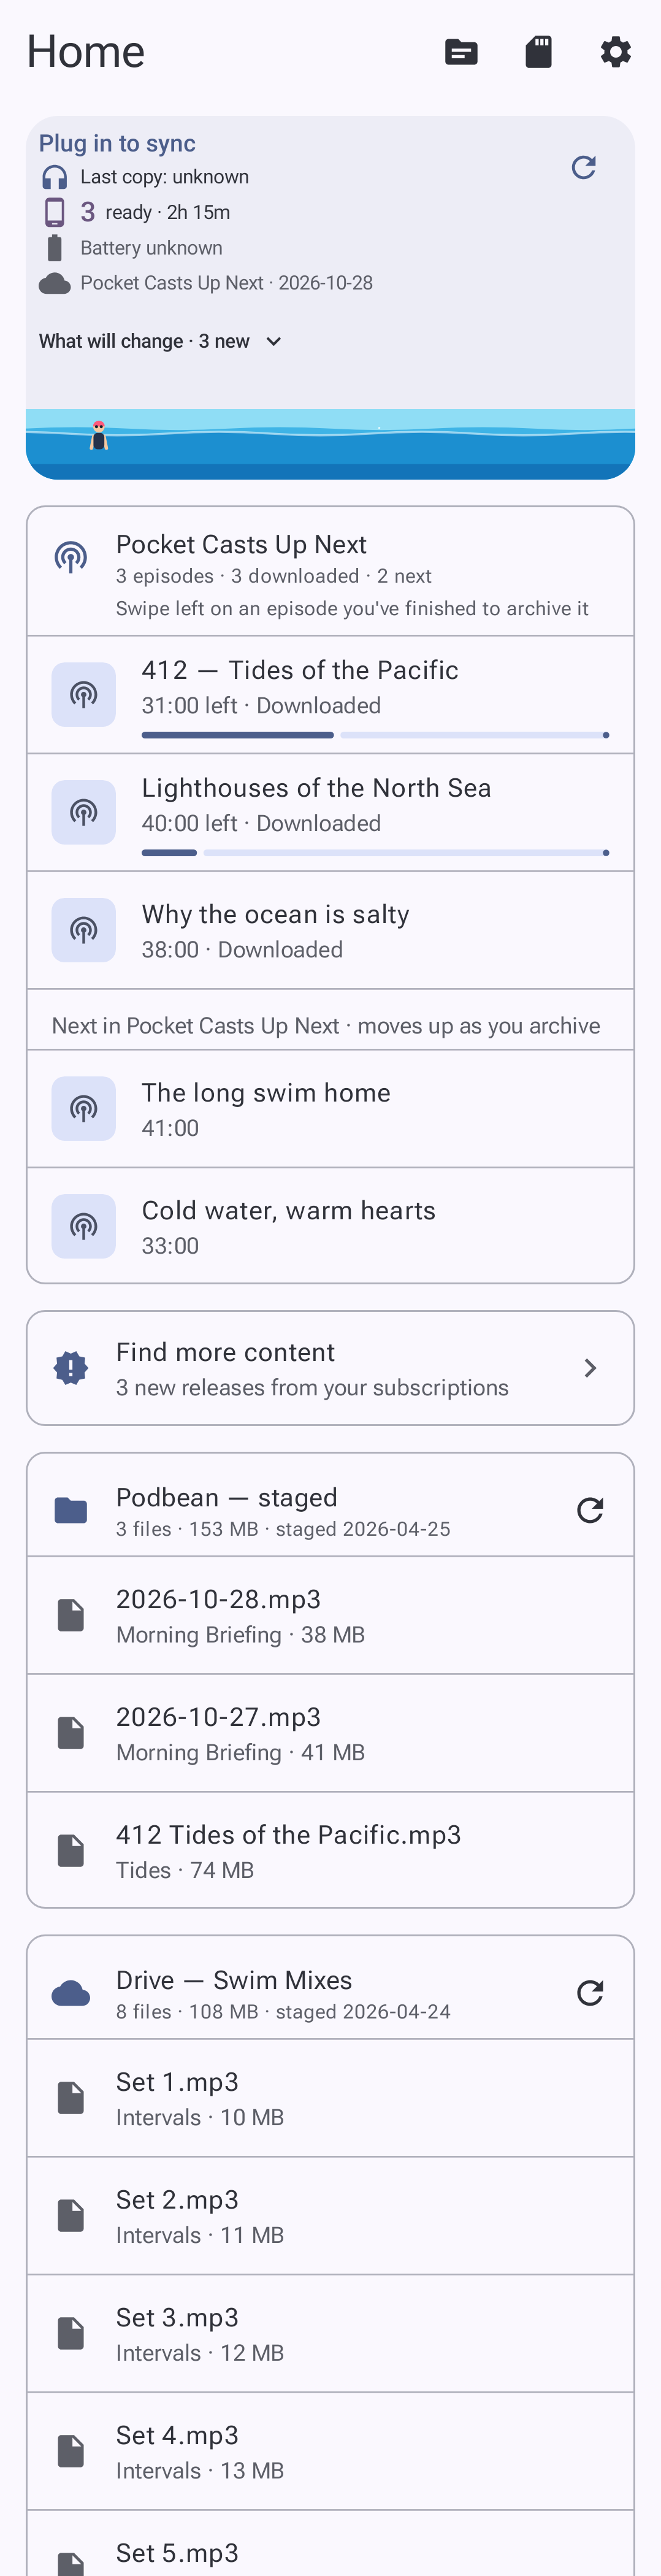 Home
Plug in to sync
Last copy: unknown
3 ready · 2h 15m
Battery unknown
Pocket Casts Up Next · 2026-10-28
What will change · 3 new
Pocket Casts Up Next
3 episodes · 3 downloaded · 2 next
Swipe left on an episode you've finished to archive it
412 — Tides of the Pacific
31:00 left · Downloaded
Lighthouses of the North Sea
40:00 left · Downloaded
Why the ocean is salty
38:00 · Downloaded
Next in Pocket Casts Up Next · moves up as you archive
The long swim home
41:00
Cold water, warm hearts
33:00
Find more content
3 new releases from your subscriptions
Podbean — staged
3 files · 153 MB · staged 2026-04-25
2026-10-28.mp3
Morning Briefing · 38 MB
2026-10-27.mp3
Morning Briefing · 41 MB
412 Tides of the Pacific.mp3
Tides · 74 MB
Drive — Swim Mixes
8 files · 108 MB · staged 2026-04-24
Set 1.mp3
Intervals · 10 MB
Set 2.mp3
Intervals · 11 MB
Set 3.mp3
Intervals · 12 MB
Set 4.mp3
Intervals · 13 MB
Set 5.mp3